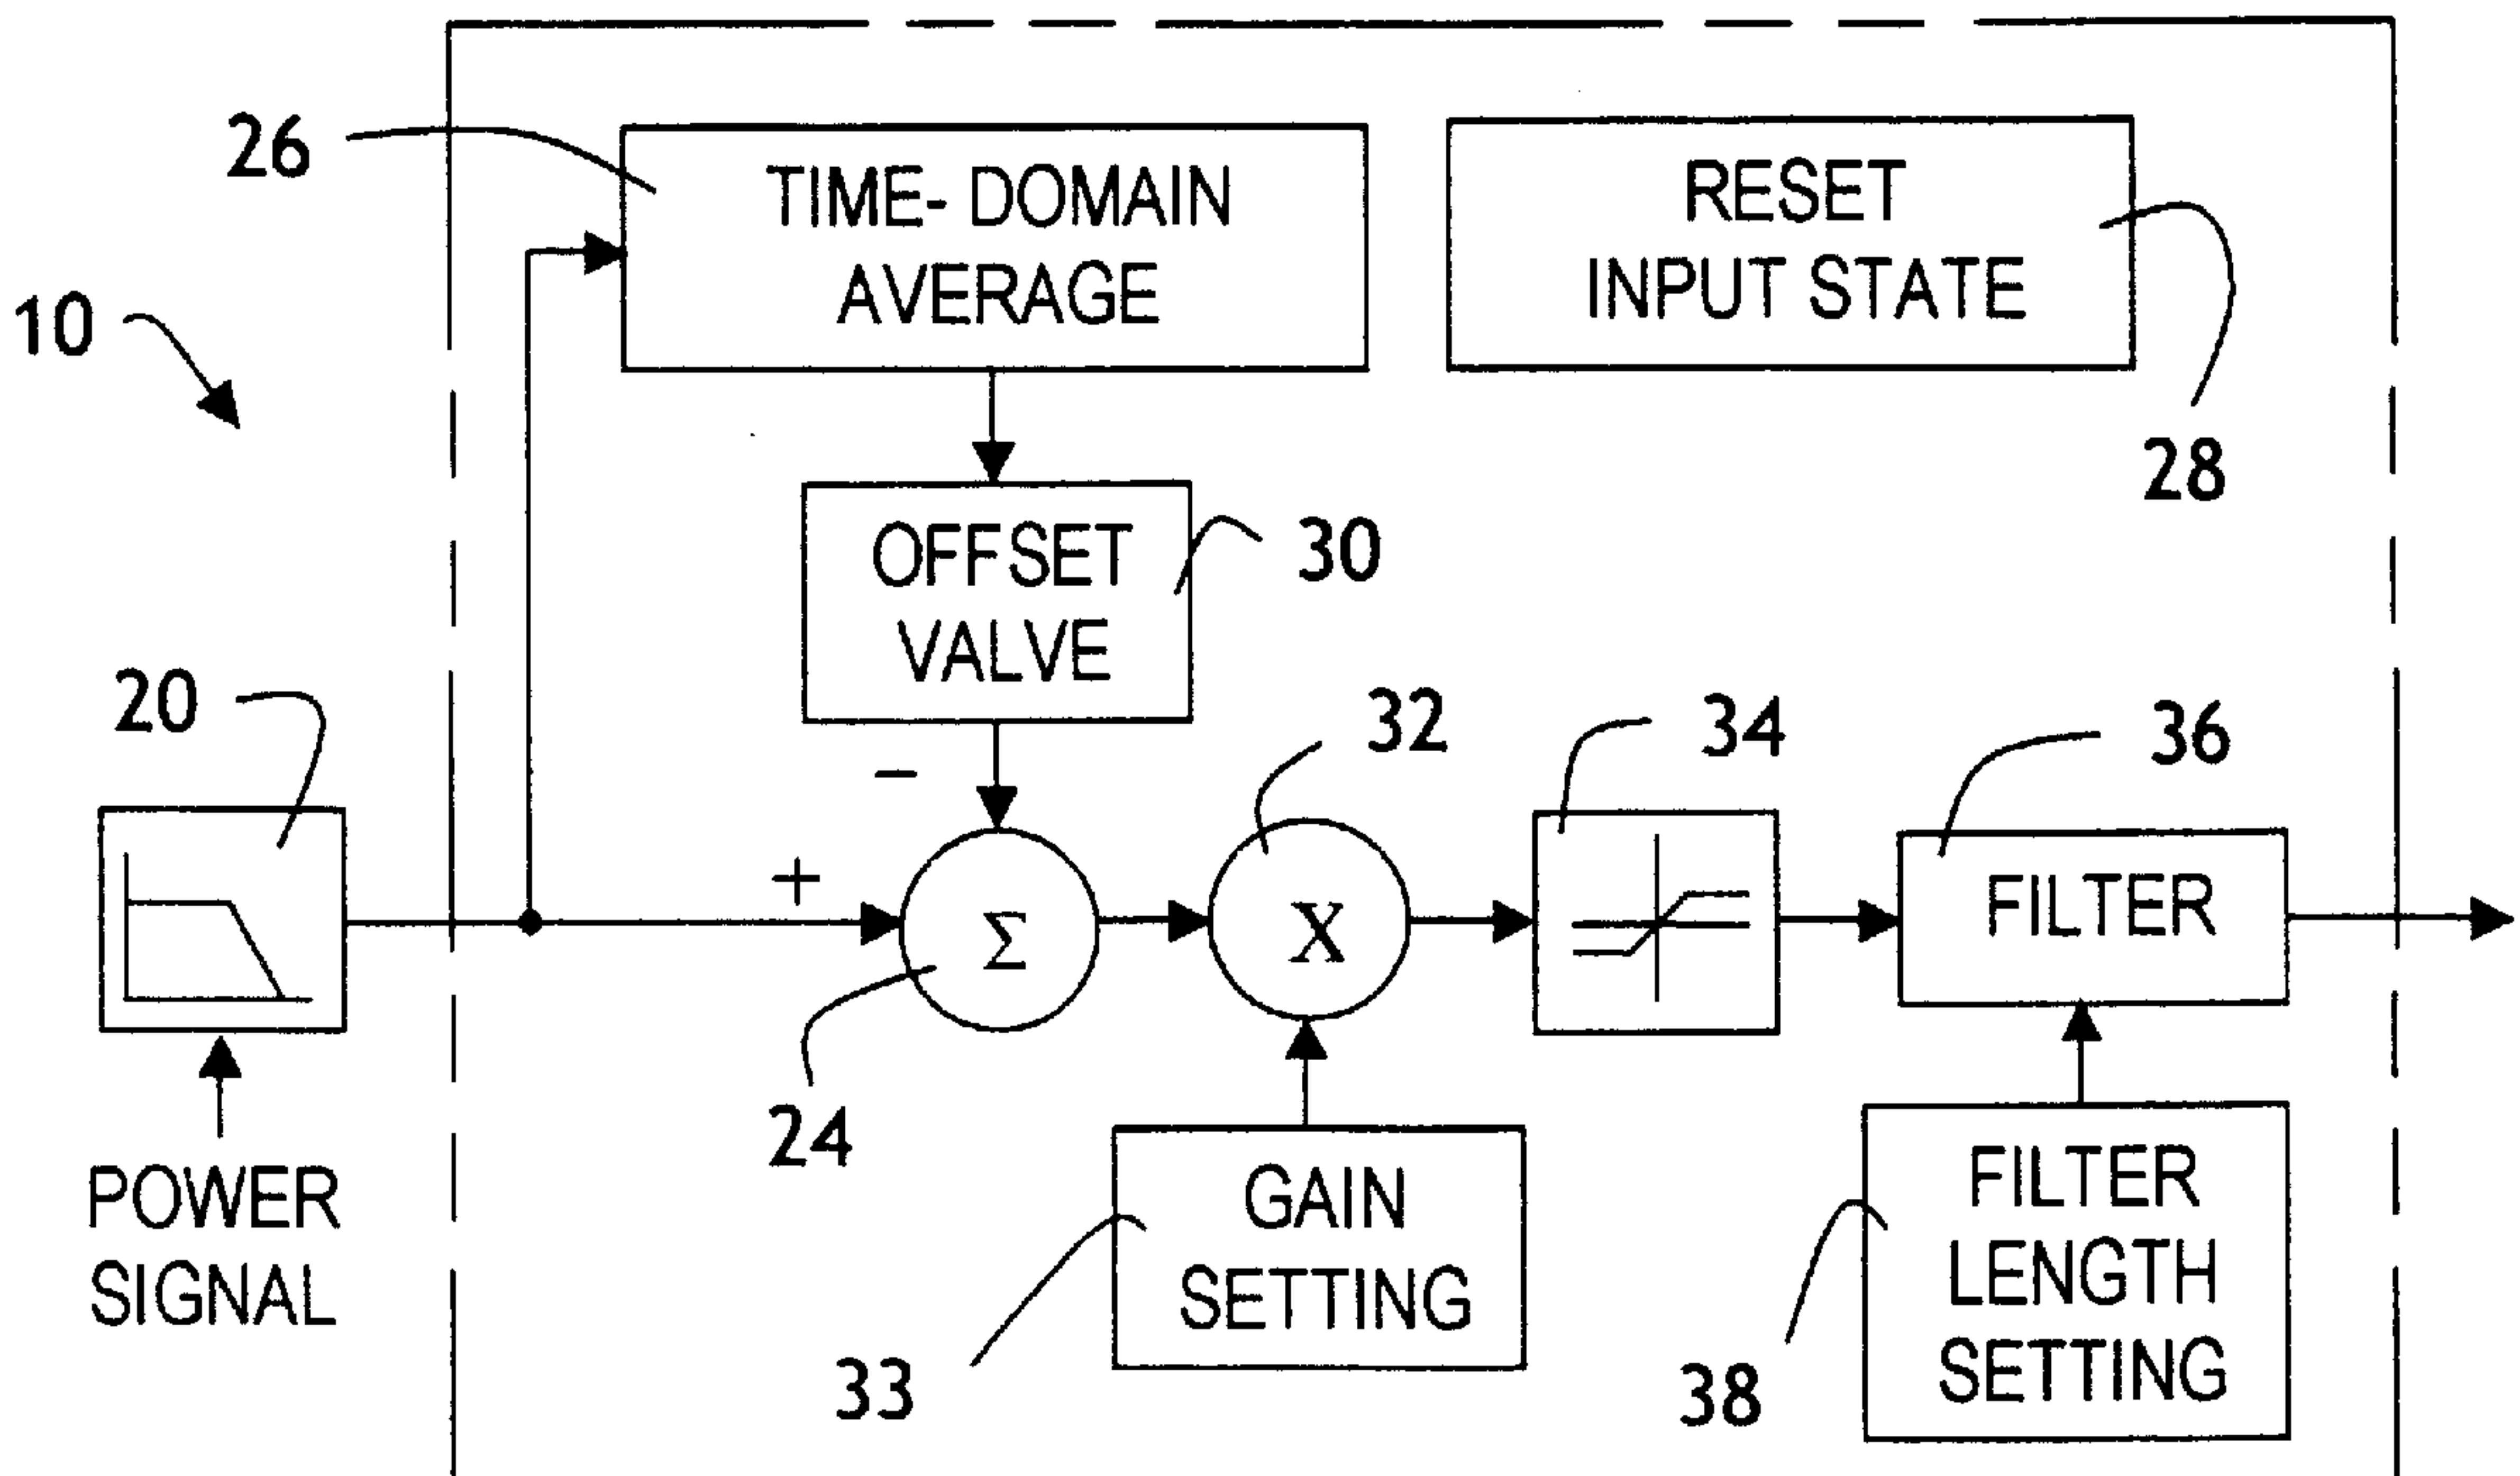 26
TIME- DOMAIN
AVERAGE
RESET
INPUT STATE
10
28
OFFSET
VALVE
30
20
32
34
36
−
+
Σ
X
FILTER
24
POWER
SIGNAL
GAIN
SETTING
FILTER
LENGTH
SETTING
33
38